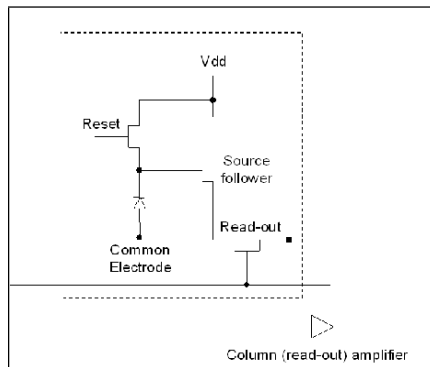 Vdd
Reset
Source
follower
Read-out
Common
Electrode
Column (read-out) amplifier